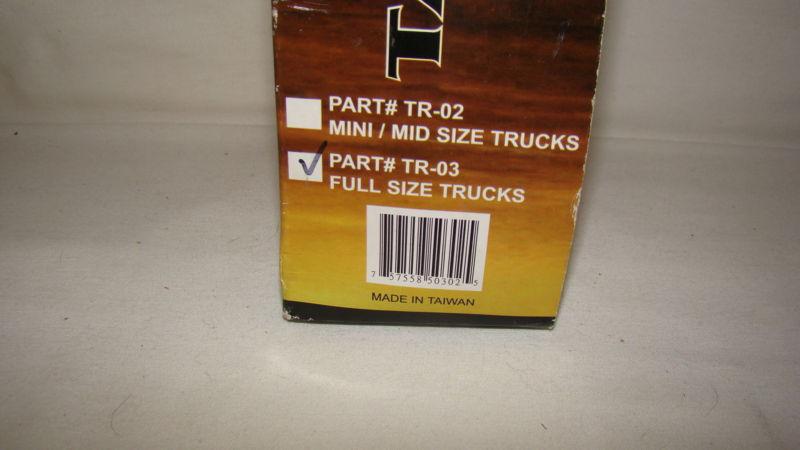 TA
PART# TR-02
MINI / MID SIZE TRUCKS
PART# TR-03
FULL SIZE TRUCKS
7 57558 50302 5
MADE IN TAIWAN